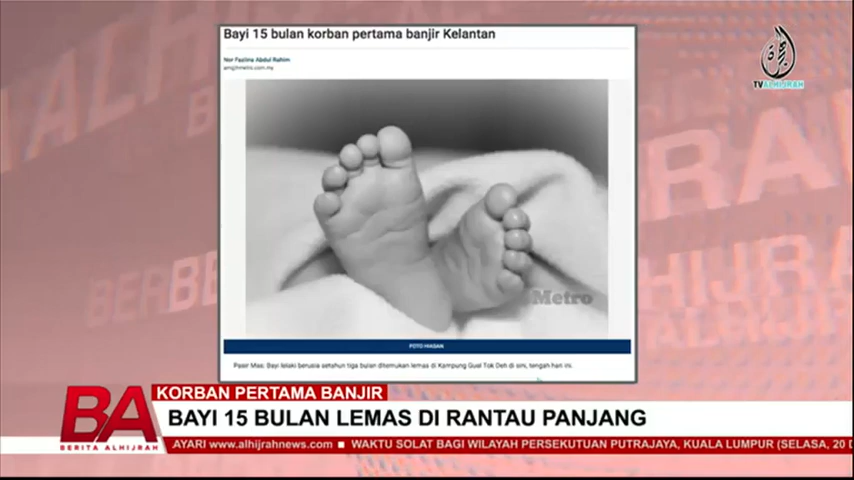 Bayi 15 bulan korban pertama banjir Kelantan
Nor Fazlina Abdul Rahim
TV ALHIJRAH
Metro
FOTO HIASAN
Pasir Mas: Bayi lelaki berusia setahun tiga bulan ditemukan lemas di Kampung Gual Tok Deh di sini, tengah hari ini.
KORBAN PERTAMA BANJIR
BA
BAYI 15 BULAN LEMAS DI RANTAU PANJANG
BERITA ALHIJRAH
AYARI www.alhijrahnews.com WAKTU SOLAT BAGI WILAYAH PERSEKUTUAN PUTRAJAYA, KUALA LUMPUR (SELASA, 20 D